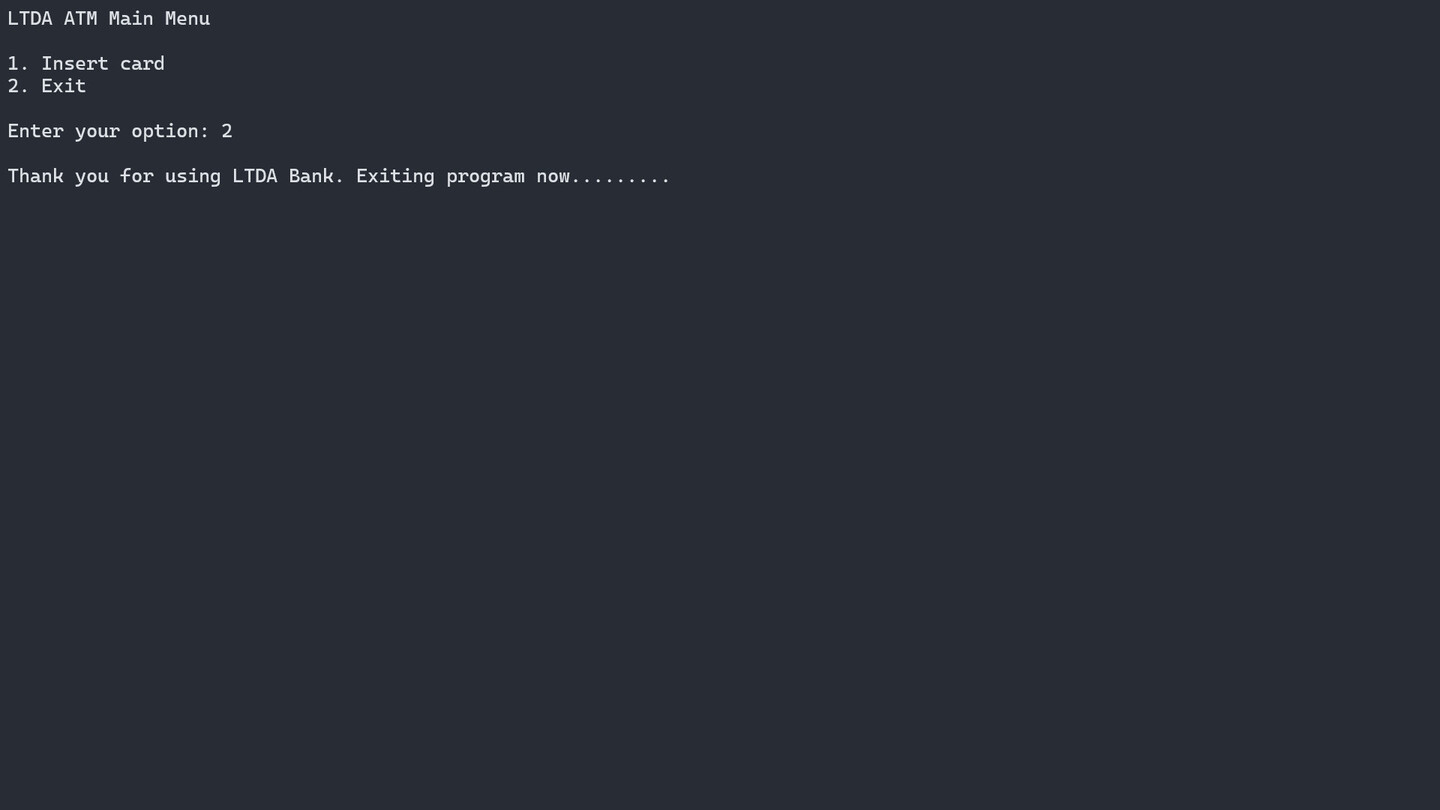 LTDA ATM Main Menu
1. Insert card
2. Exit
Enter your option: 2
Thank you for using LTDA Bank. Exiting program now.........